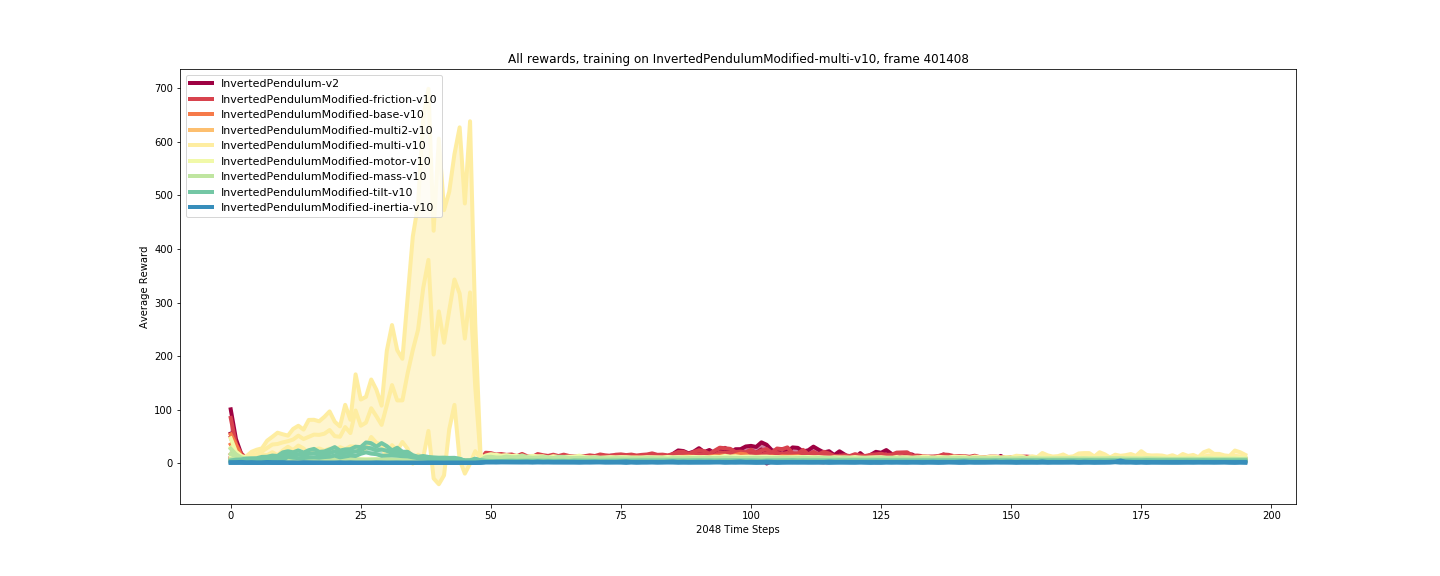 All rewards, training on InvertedPendulumModified-multi-v10, frame 401408
InvertedPendulum-v2
InvertedPendulumModified-friction-v10
InvertedPendulumModified-base-v10
InvertedPendulumModified-multi2-v10
InvertedPendulumModified-multi-v10
InvertedPendulumModified-motor-v10
InvertedPendulumModified-mass-v10
InvertedPendulumModified-tilt-v10
InvertedPendulumModified-inertia-v10
Average Reward
700
600
500
400
300
200
100
0
0 25 50 75 100 125 150 175 200
2048 Time Steps